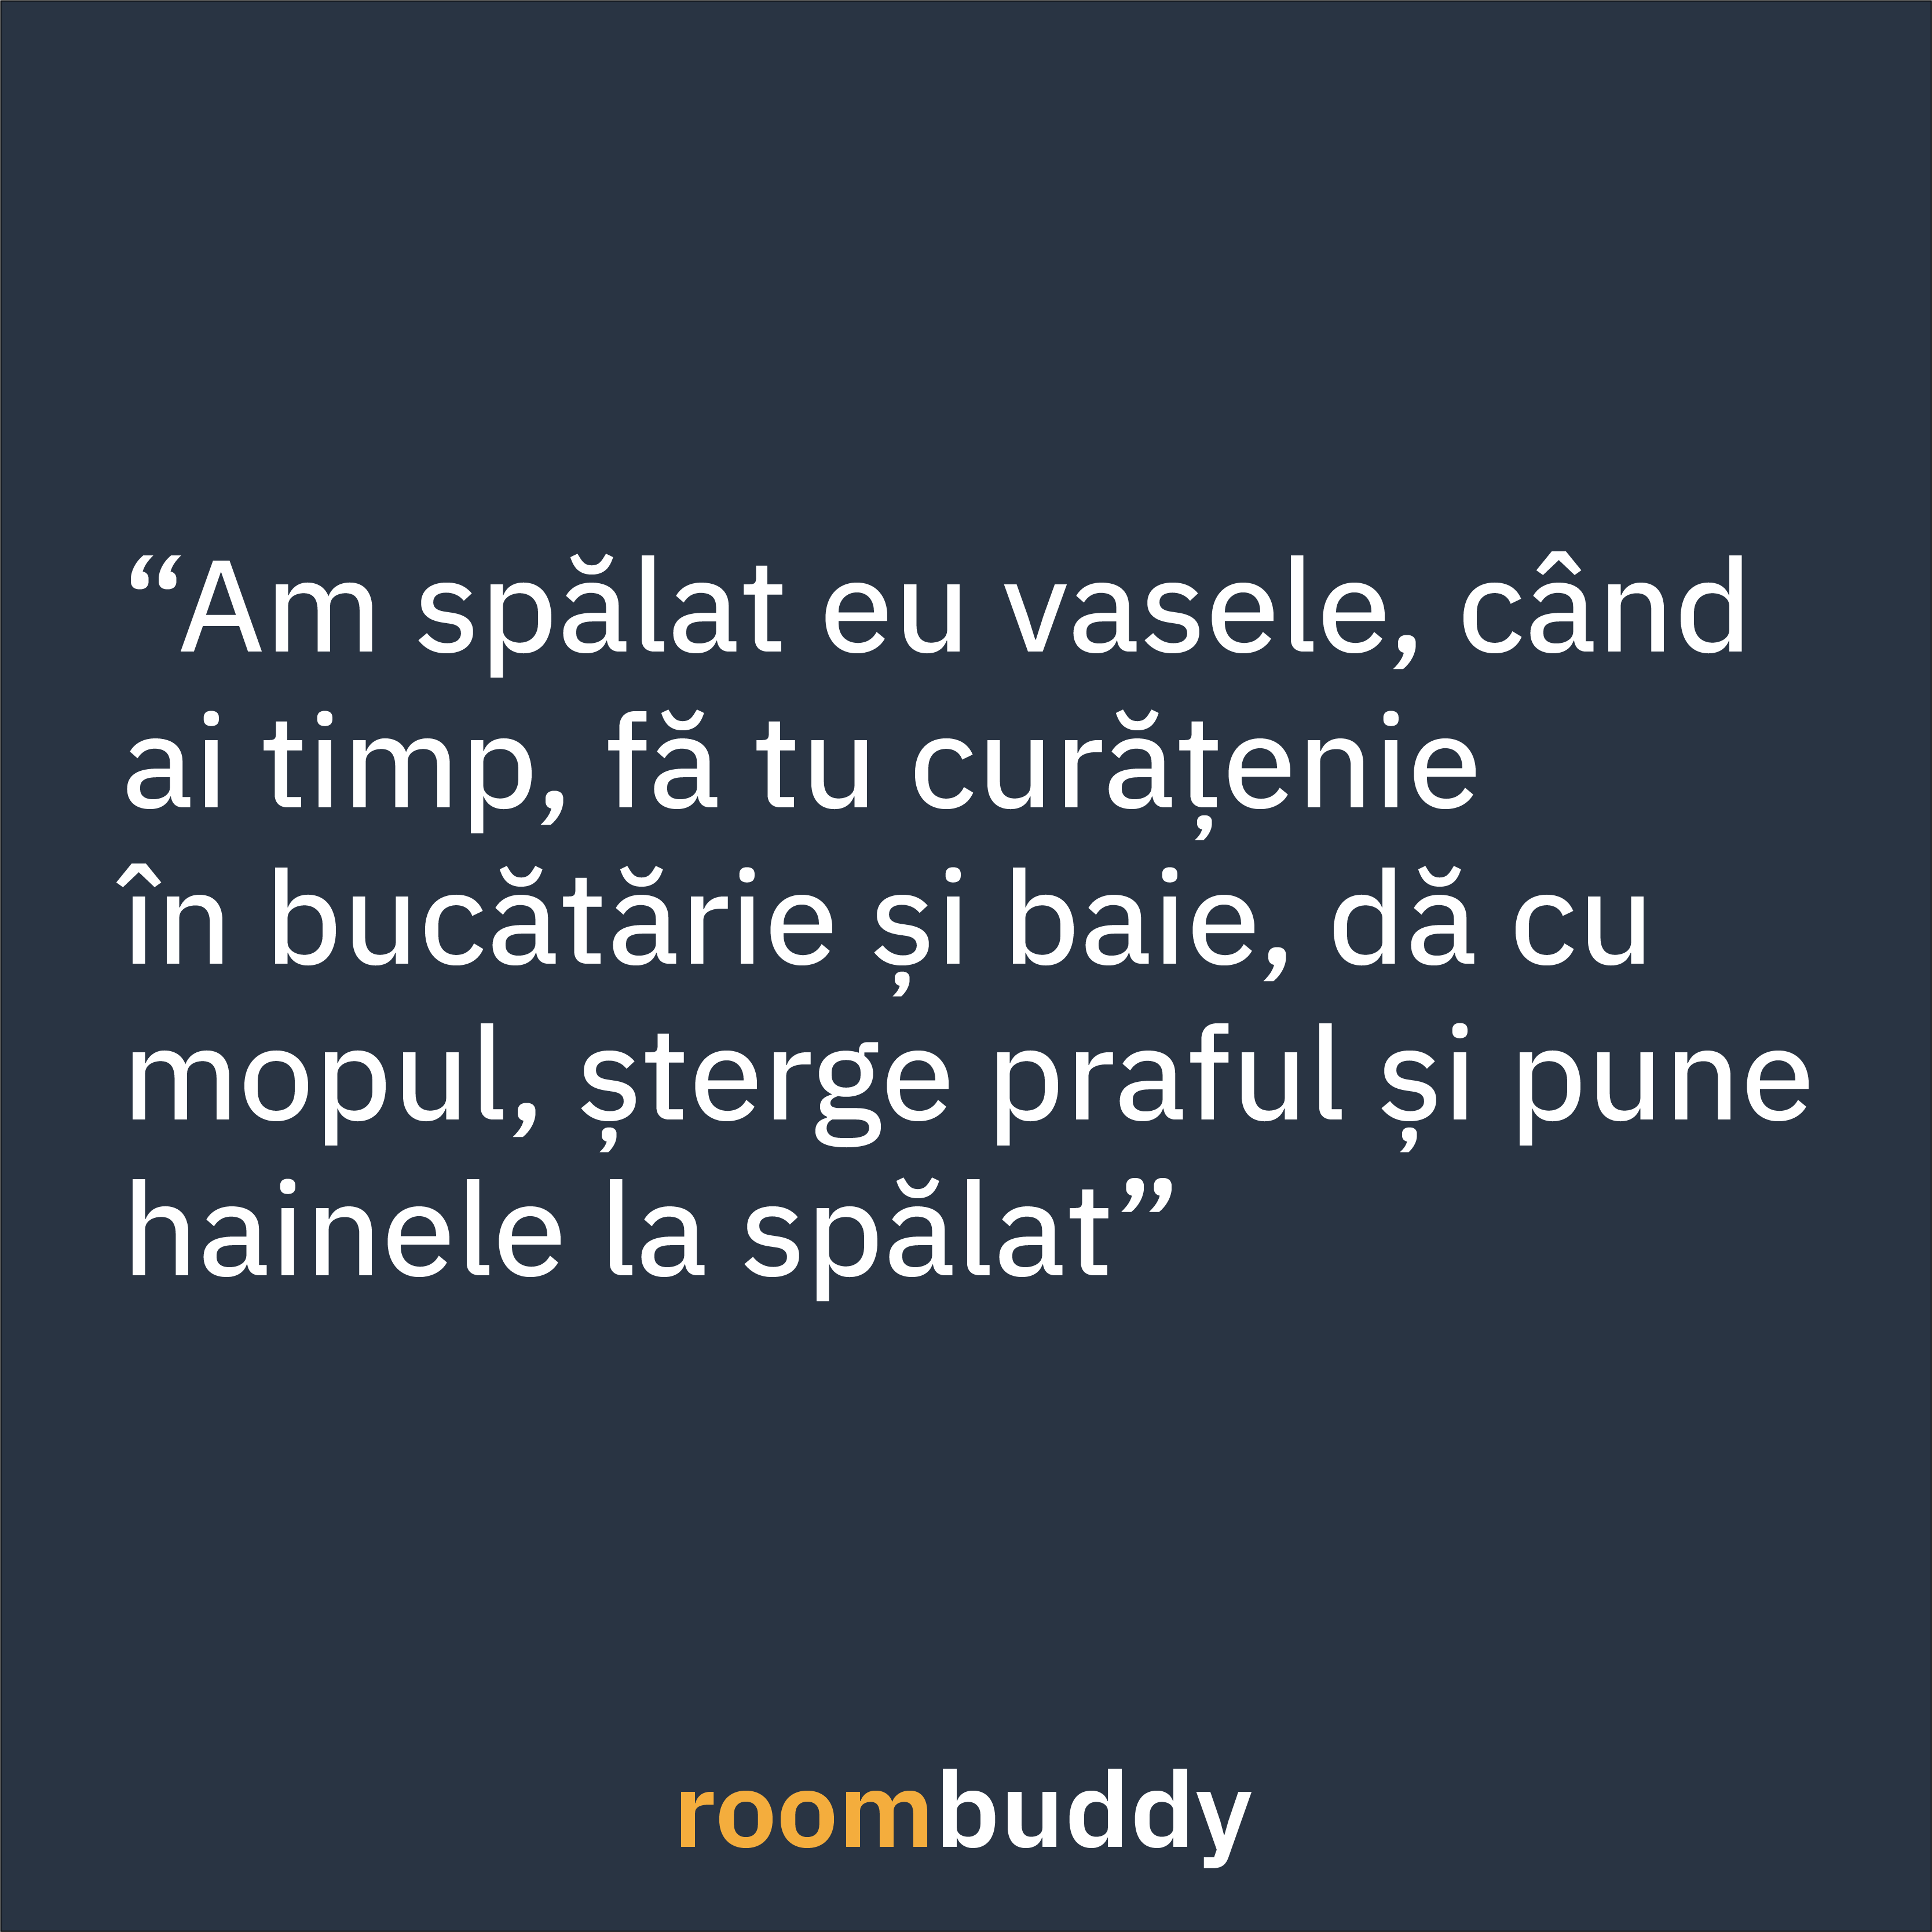 “Am spălat eu vasele, când
ai timp, fă tu curățenie
în bucătărie și baie, dă cu
mopul, șterge praful și pune
hainele la spălat”
roombuddy